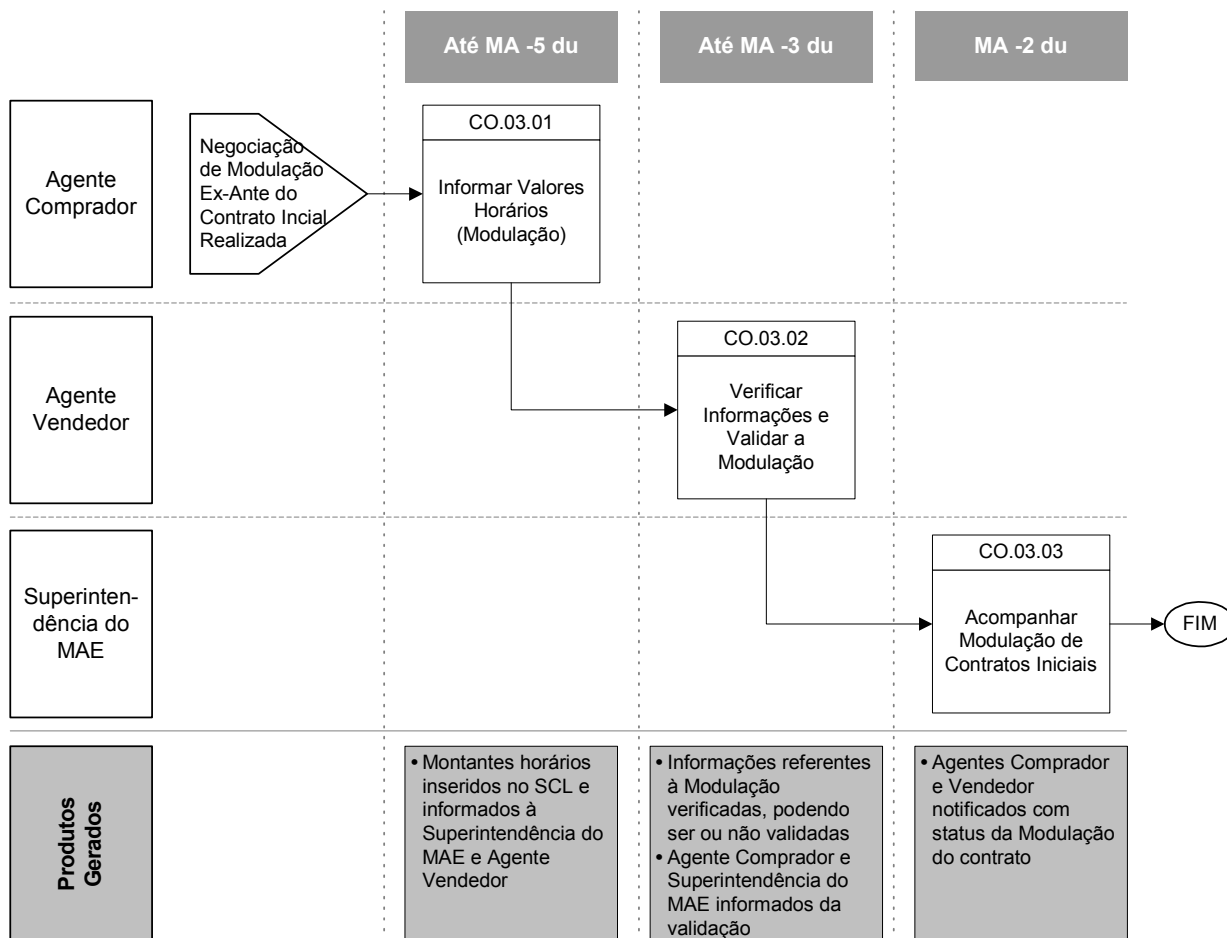 Até MA -5 du
Até MA -3 du
MA -2 du
Agente
Comprador
Negociação
de Modulação
Ex-Ante do
Contrato Incial
Realizada
CO.03.01
Informar Valores
Horários
(Modulação)
Agente
Vendedor
CO.03.02
Verificar
Informações e
Validar a
Modulação
Superinten-
dência do
MAE
CO.03.03
Acompanhar
Modulação de
Contratos Iniciais
FIM
Produtos
Gerados
• Montantes horários
inseridos no SCL e
informados à
Superintendência do
MAE e Agente
Vendedor
• Informações referentes
à Modulação
verificadas, podendo
ser ou não validadas
• Agente Comprador e
Superintendência do
MAE informados da
validação
• Agentes Comprador
e Vendedor
notificados com
status da Modulação
do contrato